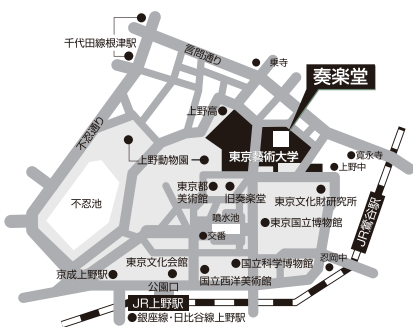 千代田線根津駅
言問通り
乗寺
奏楽堂
上野高
不忍通り
上野動物園
東京藝術大学
寛永寺
上野中
東京都
美術館
旧奏楽堂
東京文化財研究所
不忍池
噴水池
東京国立博物館
JR鶯谷駅
交番
東京文化会館
国立科学博物館
忍岡中
京成上野駅
公園口
国立西洋美術館
JR上野駅
銀座線・日比谷線上野駅